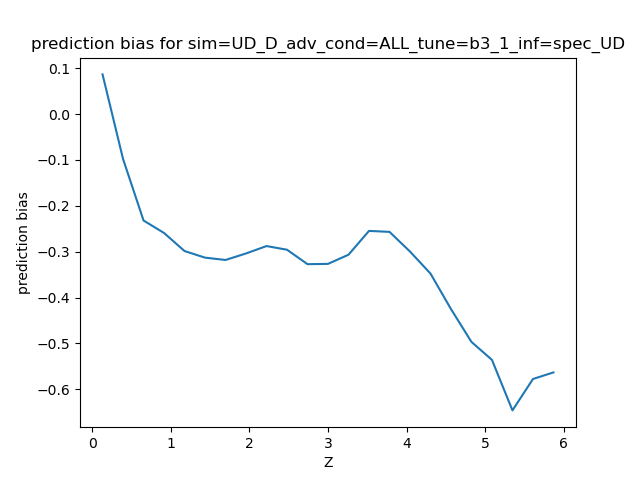 prediction bias for sim=UD_D_adv_cond=ALL_tune=b3_1_inf=spec_UD
0.1
0.0
−0.1
−0.2
−0.3
−0.4
−0.5
−0.6
prediction bias
0 1 2 3 4 5 6
Z